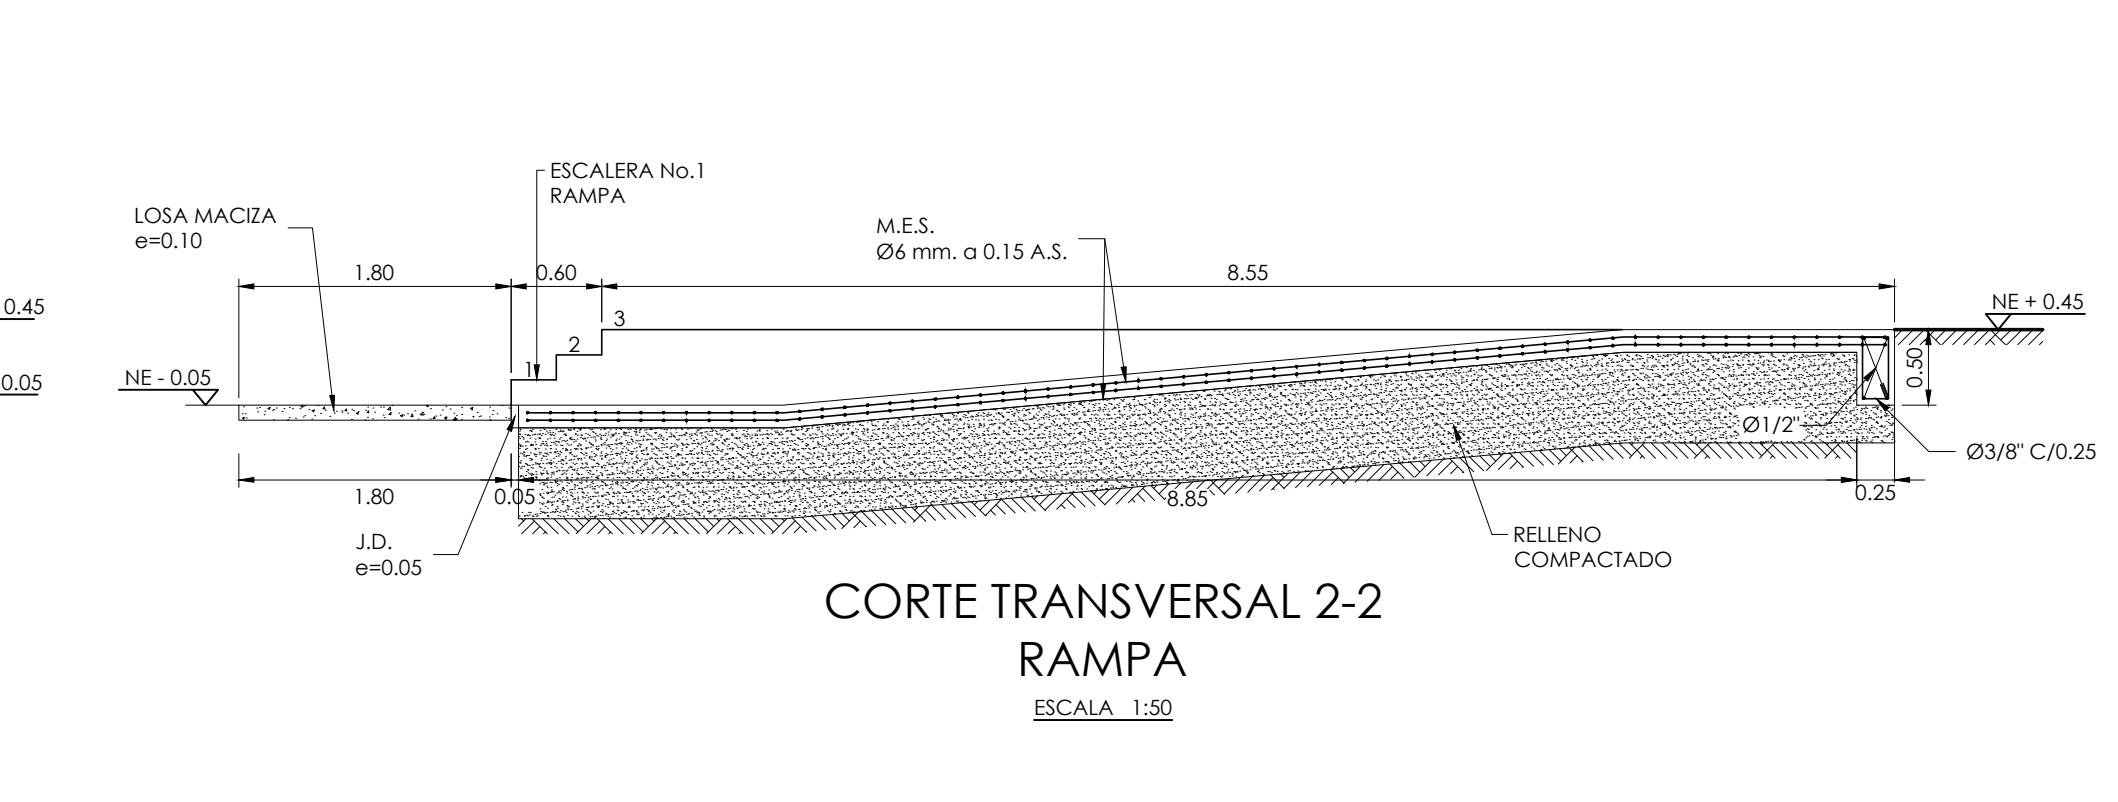 ESCALERA No.1
RAMPA
LOSA MACIZA
e=0.10
M.E.S.
Ø6 mm. a 0.15 A.S.
1.80
0.60
8.55
0.45
NE + 0.45
3
2
1
0.50
0.05
NE - 0.05
Ø1/2"
Ø3/8" C/0.25
1.80
0.05
8.85
0.25
J.D.
e=0.05
RELLENO
COMPACTADO
CORTE TRANSVERSAL 2-2
RAMPA
ESCALA 1:50